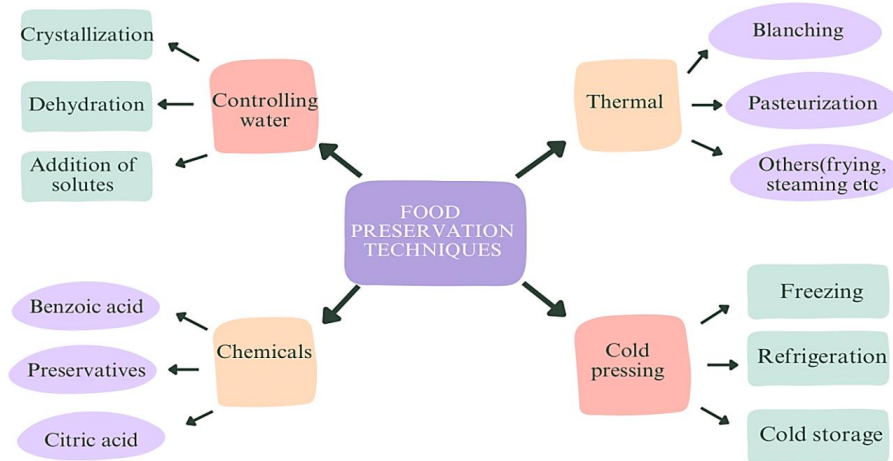 FOOD
PRESERVATION
TECHNIQUES
Controlling
water
Crystallization
Dehydration
Addition of
solutes
Thermal
Blanching
Pasteurization
Others(frying,
steaming etc
Chemicals
Benzoic acid
Preservatives
Citric acid
Cold
pressing
Freezing
Refrigeration
Cold storage